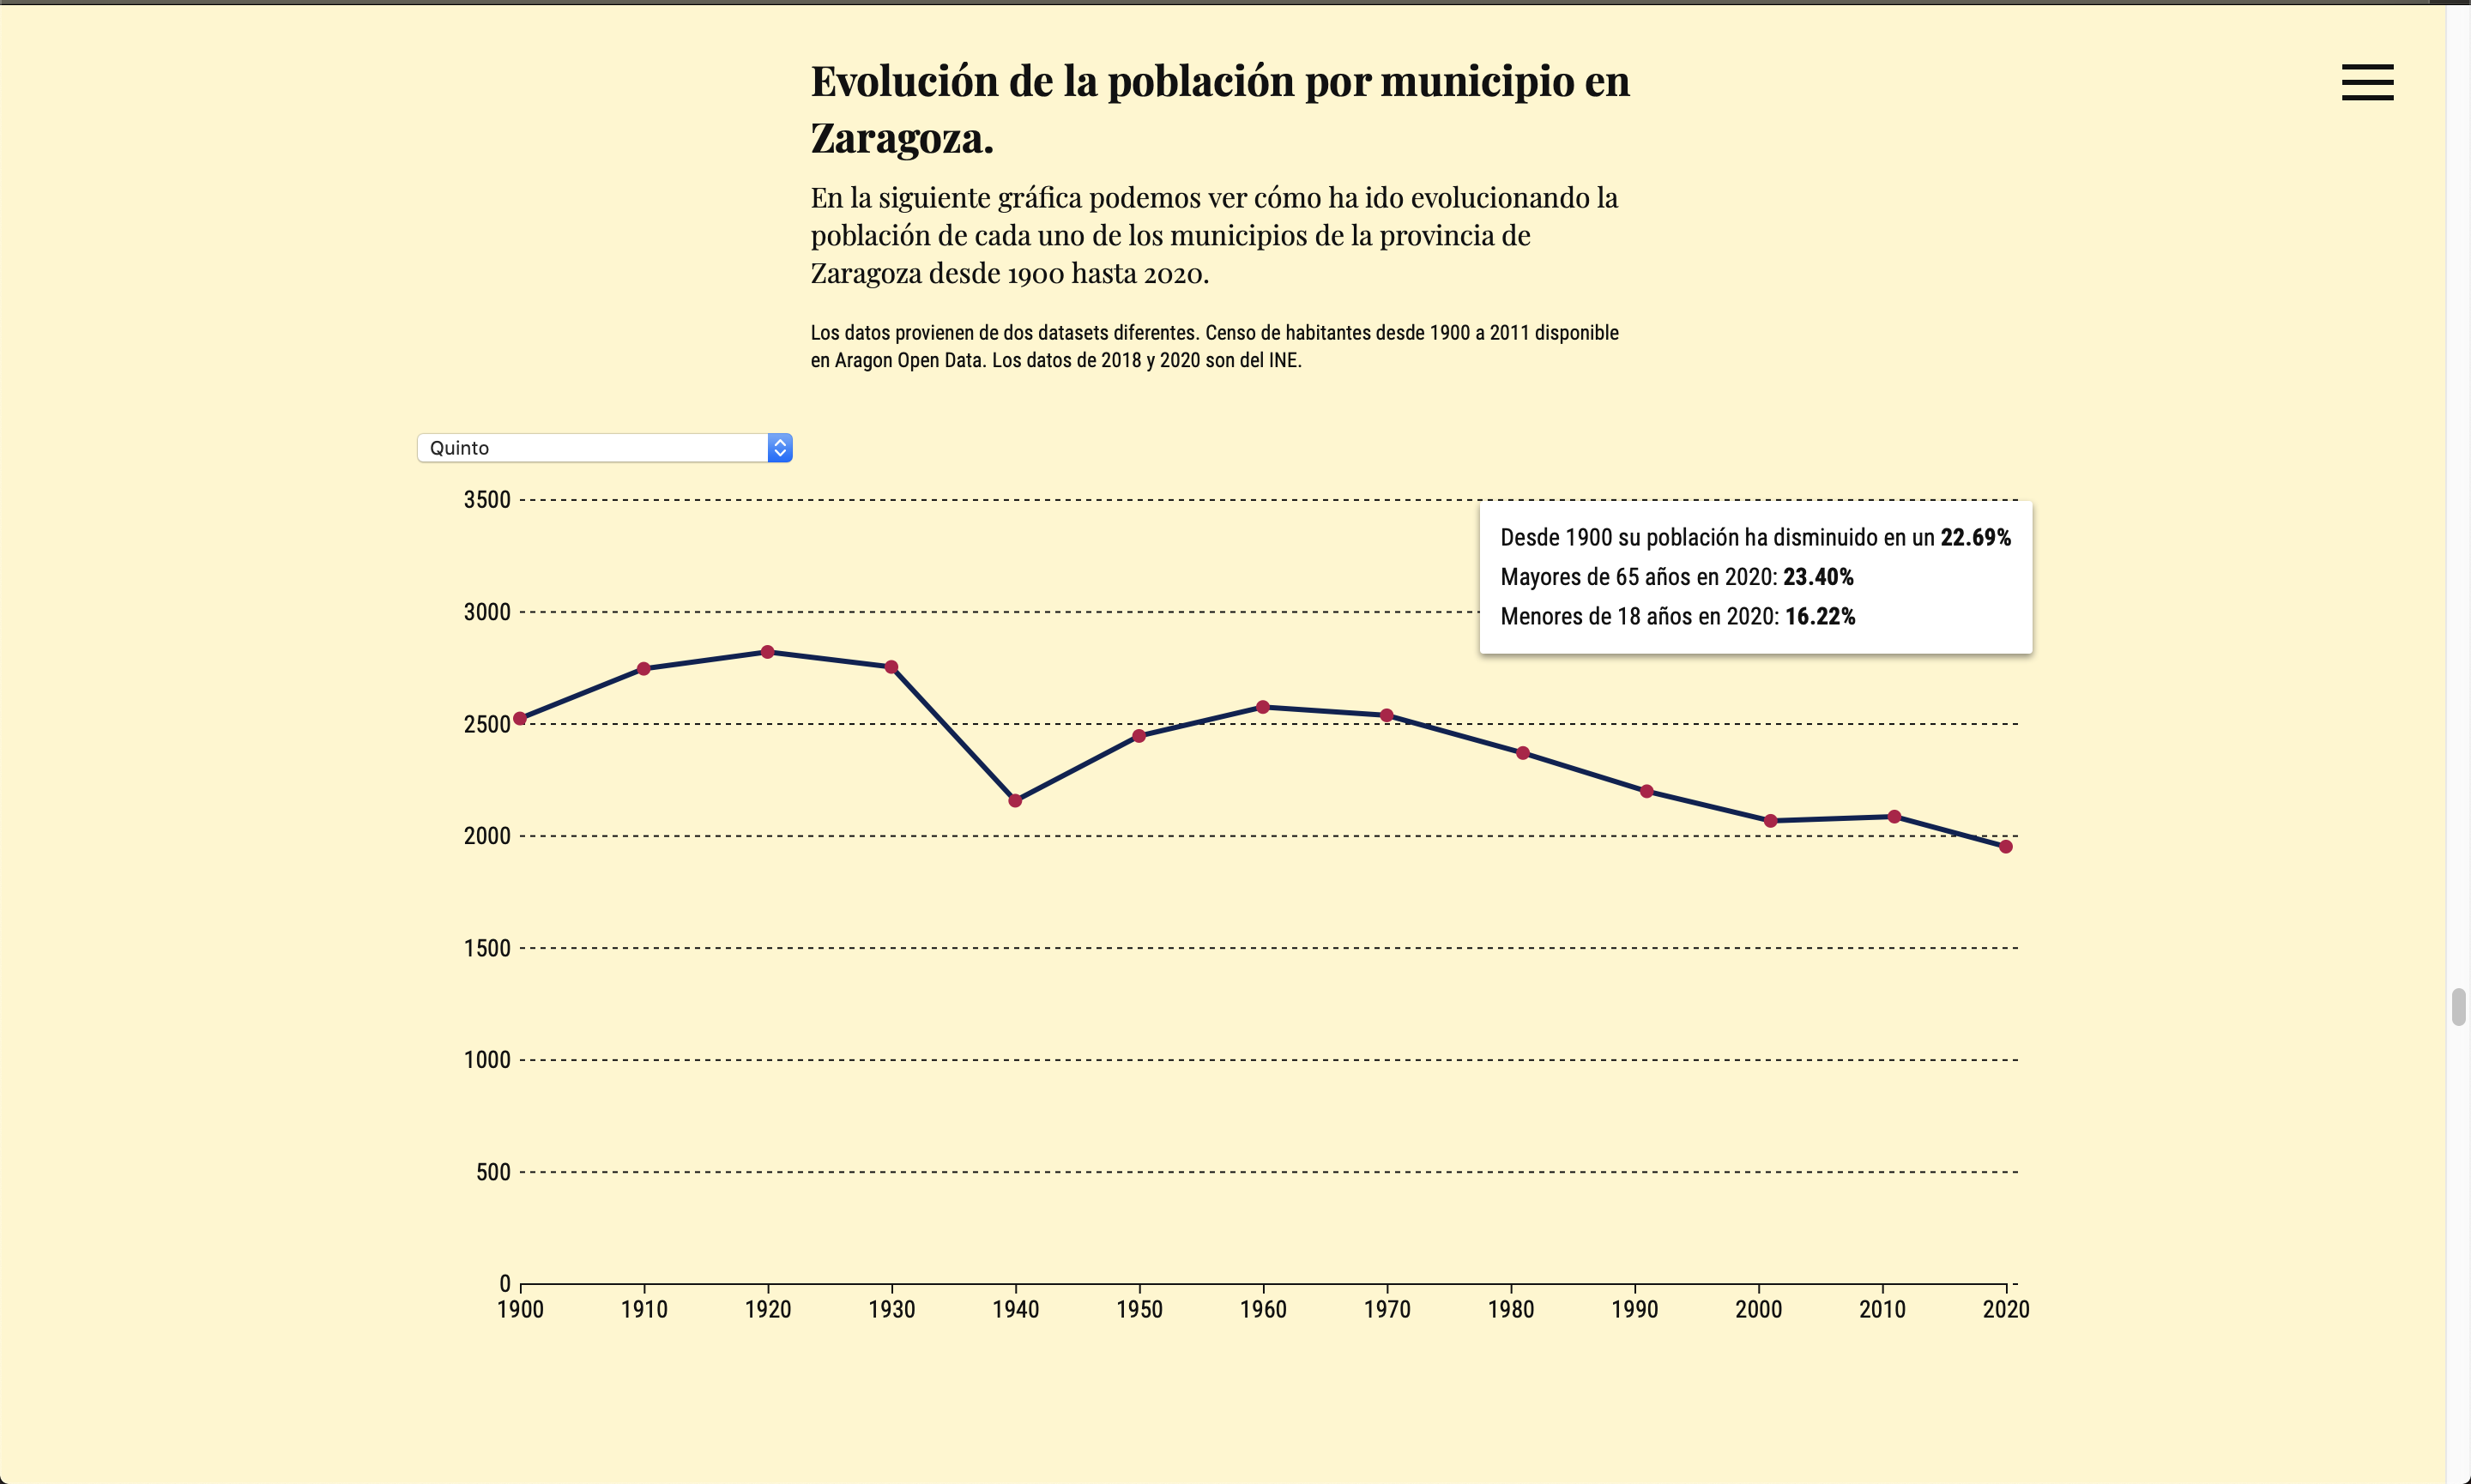 Evolución de la población por municipio en
Zaragoza.
En la siguiente gráfica podemos ver cómo ha ido evolucionando la
población de cada uno de los municipios de la provincia de
Zaragoza desde 1900 hasta 2020.
Los datos provienen de dos datasets diferentes. Censo de habitantes desde 1900 a 2011 disponible
en Aragon Open Data. Los datos de 2018 y 2020 son del INE.
Quinto
Desde 1900 su población ha disminuido en un 22.69%
Mayores de 65 años en 2020: 23.40%
Menores de 18 años en 2020: 16.22%
3500
3000
2500
2000
1500
1000
500
0
1900 1910 1920 1930 1940 1950 1960 1970 1980 1990 2000 2010 2020